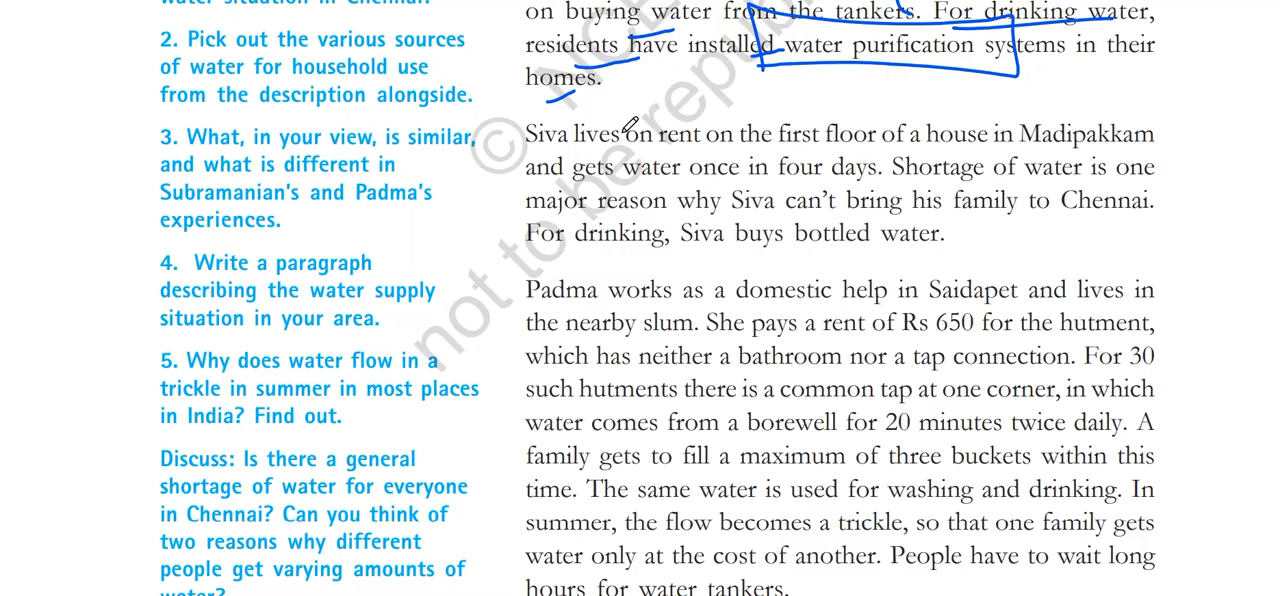 water situation in Chennai.
2. Pick out the various sources
of water for household use
from the description alongside.
3. What, in your view, is similar,
and what is different in
Subramanian's and Padma's
experiences.
4. Write a paragraph
describing the water supply
situation in your area.
5. Why does water flow in a
trickle in summer in most places
in India? Find out.
Discuss: Is there a general
shortage of water for everyone
in Chennai? Can you think of
two reasons why different
people get varying amounts of
water?
on buying water from the tankers. For drinking water,
residents have installed water purification systems in their
homes.
Siva lives on rent on the first floor of a house in Madipakkam
and gets water once in four days. Shortage of water is one
major reason why Siva can't bring his family to Chennai.
For drinking, Siva buys bottled water.
Padma works as a domestic help in Saidapet and lives in
the nearby slum. She pays a rent of Rs 650 for the hutment,
which has neither a bathroom nor a tap connection. For 30
such hutments there is a common tap at one corner, in which
water comes from a borewell for 20 minutes twice daily. A
family gets to fill a maximum of three buckets within this
time. The same water is used for washing and drinking. In
summer, the flow becomes a trickle, so that one family gets
water only at the cost of another. People have to wait long
hours for water tankers.
© NCE
not to be republ